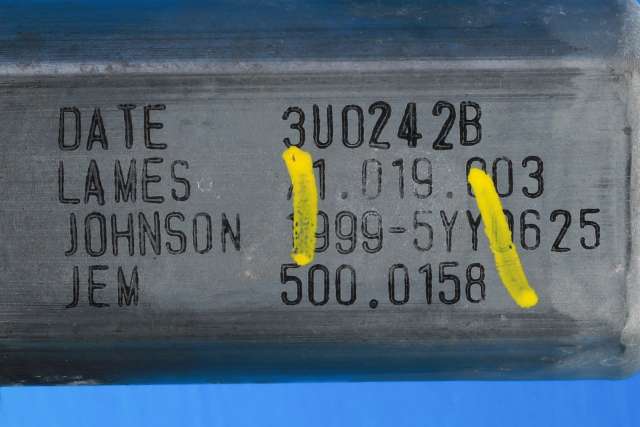 DATE 3U0242B
LAMES
JOHNSON
JEM 500.0158